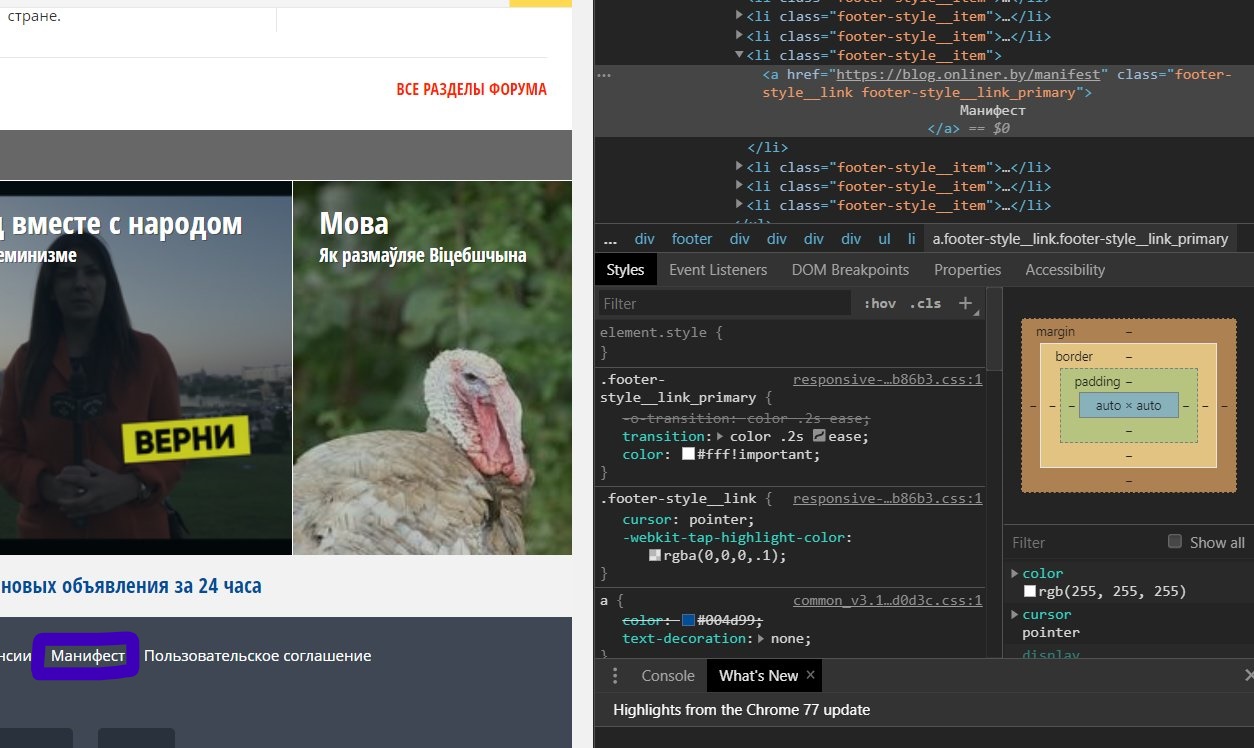 стране.
ВСЕ РАЗДЕЛЫ ФОРУМА
вместе с народом
Мова
Як размаўляе Віцебшчына
ВЕРНИ
новых объявления за 24 часа
Манифест Пользовательское соглашение
<li class="footer-style__item">…</li>
<li class="footer-style__item">…</li>
<li class="footer-style__item">
… <a href="https://blog.onliner.by/manifest" class="footer-
style__link footer-style__link_primary">
Манифест
</a> == $0
</li>
<li class="footer-style__item">…</li>
<li class="footer-style__item">…</li>
<li class="footer-style__item">…</li>
… div footer div div div div ul li a.footer-style__link.footer-style__link_primary
Styles Event Listeners DOM Breakpoints Properties Accessibility
Filter :hov .cls +
element.style {
}
.footer- responsive-…b86b3.css:1
style__link_primary {
-o-transition: color .2s ease;
transition: color .2s ease;
color: #fff!important;
}
.footer-style__link { responsive-…b86b3.css:1
cursor: pointer;
-webkit-tap-highlight-color:
rgba(0,0,0,.1);
}
a { common_v3.1…d0d3c.css:1
color: #004d99;
text-decoration: none;
}
margin –
border –
padding –
– – – auto × auto – – –
–
–
–
Filter Show all
color
rgb(255, 255, 255)
cursor
pointer
display
Console What's New ×
Highlights from the Chrome 77 update